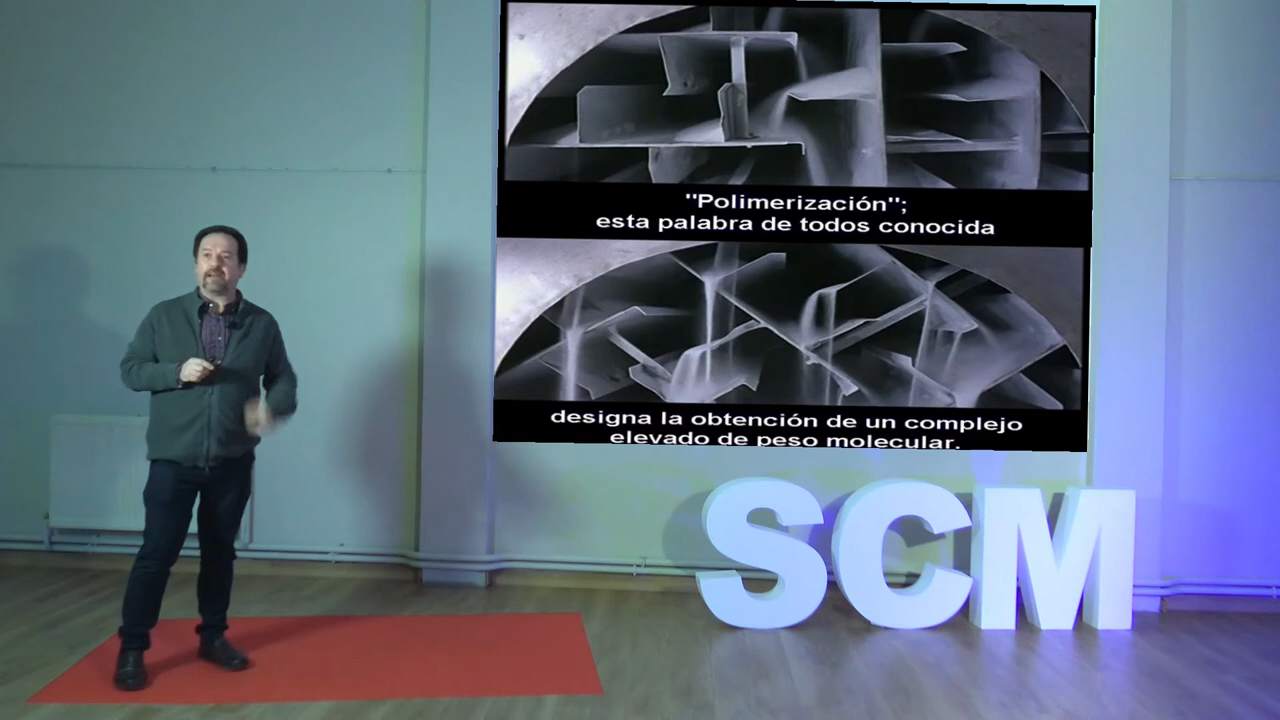 "Polimerización";
esta palabra de todos conocida
designa la obtención de un complejo
elevado de peso molecular.
SCM